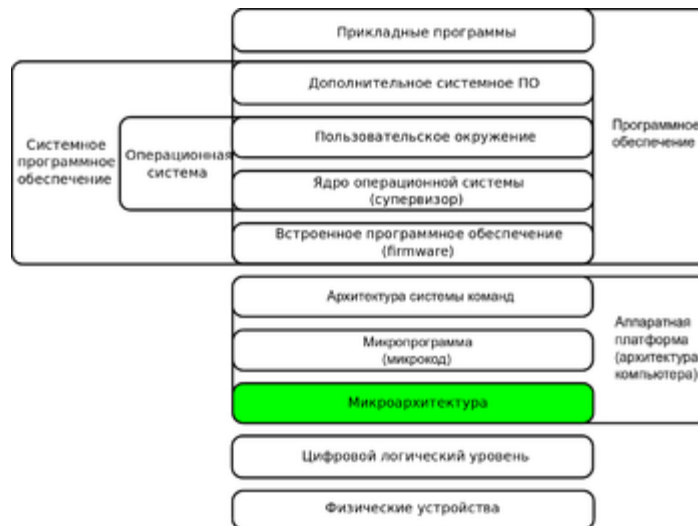 Прикладные программы
Дополнительное системное ПО
Системное
программное
обеспечение
Операционная
система
Пользовательское окружение
Ядро операционной системы
(супервизор)
Встроенное программное обеспечение
(firmware)
Программное
обеспечение
Архитектура системы команд
Микропрограмма
(микрокод)
Микроархитектура
Аппаратная
платформа
(архитектура
компьютера)
Цифровой логический уровень
Физические устройства